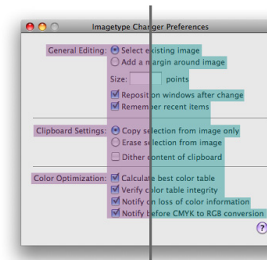 Imagetype Changer Preferences
General Editing: Select existing image
Add a margin around image
Size: points
Reposition windows after change
Remember recent items
Clipboard Settings: Copy selection from image only
Erase selection from image
Dither content of clipboard
Color Optimization: Calculate best color table
Verify color table integrity
Notify on loss of color information
Notify before CMYK to RGB conversion
?